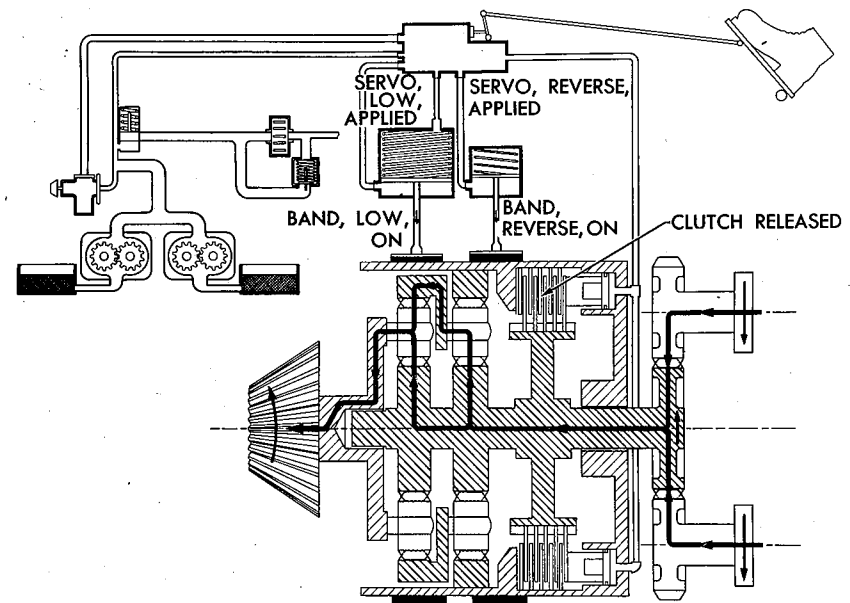 SERVO,
LOW,
APPLIED
SERVO, REVERSE,
APPLIED
BAND, LOW,
ON
BAND,
REVERSE, ON
CLUTCH RELEASED